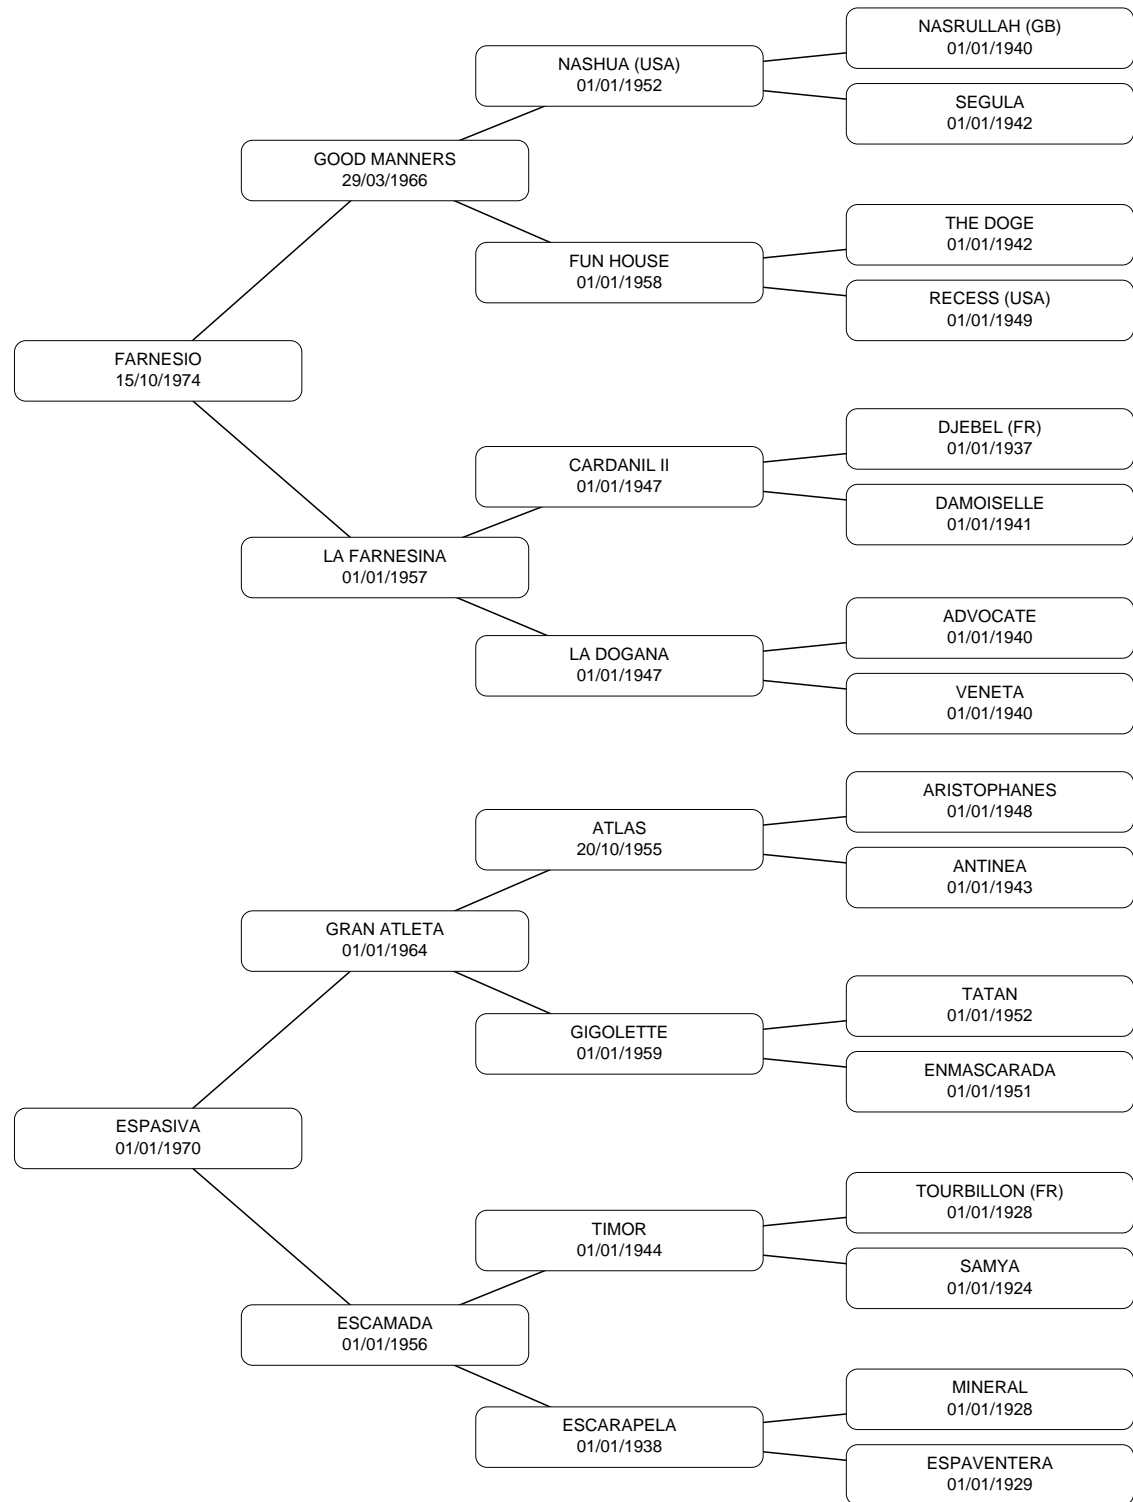 NASRULLAH (GB)
01/01/1940
NASHUA (USA)
01/01/1952
SEGULA
01/01/1942
GOOD MANNERS
29/03/1966
THE DOGE
01/01/1942
FUN HOUSE
01/01/1958
RECESS (USA)
01/01/1949
FARNESIO
15/10/1974
DJEBEL (FR)
01/01/1937
CARDANIL II
01/01/1947
DAMOISELLE
01/01/1941
LA FARNESINA
01/01/1957
ADVOCATE
01/01/1940
LA DOGANA
01/01/1947
VENETA
01/01/1940
ARISTOPHANES
01/01/1948
ATLAS
20/10/1955
ANTINEA
01/01/1943
GRAN ATLETA
01/01/1964
TATAN
01/01/1952
GIGOLETTE
01/01/1959
ENMASCARADA
01/01/1951
ESPASIVA
01/01/1970
TOURBILLON (FR)
01/01/1928
TIMOR
01/01/1944
SAMYA
01/01/1924
ESCAMADA
01/01/1956
MINERAL
01/01/1928
ESCARAPELA
01/01/1938
ESPAVENTERA
01/01/1929